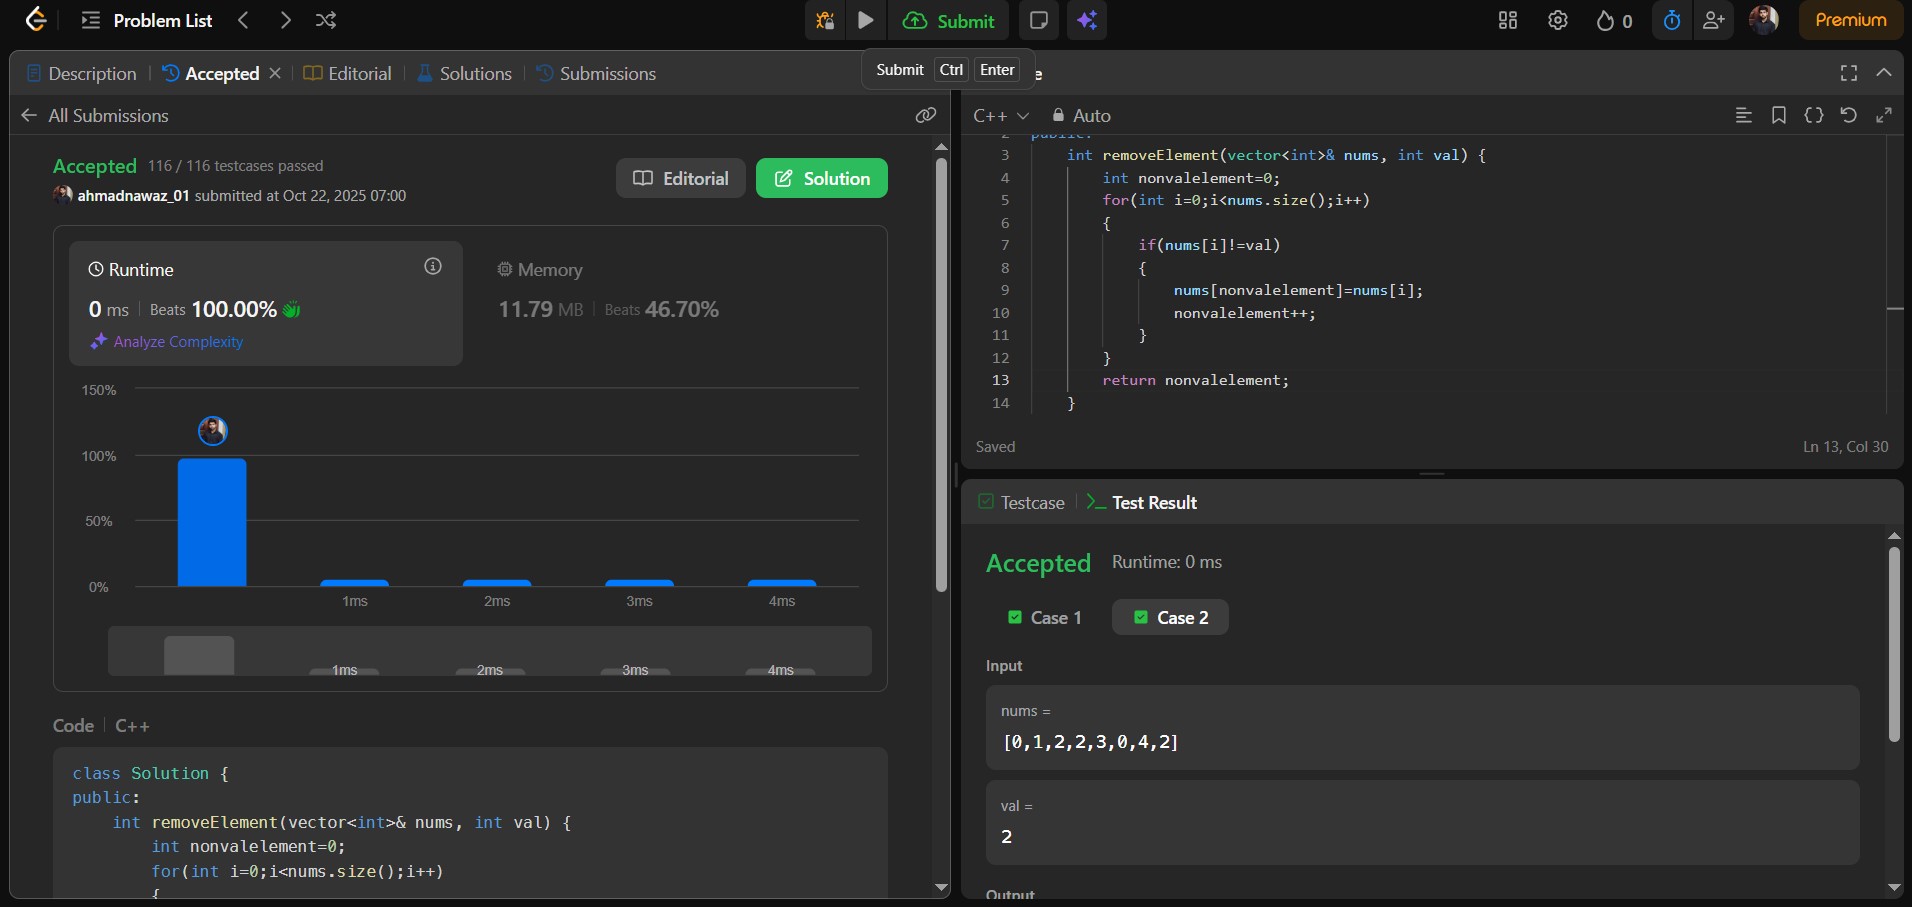 Problem List
Submit
0
Premium
Description
Accepted
Editorial
Solutions
Submissions
Submit Ctrl Enter
e
All Submissions
Accepted 116 / 116 testcases passed
ahmadnawaz_01 submitted at Oct 22, 2025 07:00
Editorial
Solution
Runtime
0 ms Beats 100.00%
Analyze Complexity
Memory
11.79 MB Beats 46.70%
150%
100%
50%
0%
1ms 2ms 3ms 4ms
1ms 2ms 3ms 4ms
Code C++
class Solution {
public:
    int removeElement(vector<int>& nums, int val) {
        int nonvalelement=0;
        for(int i=0;i<nums.size();i++)
        {
C++ Auto
2 public:
3     int removeElement(vector<int>& nums, int val) {
4         int nonvalelement=0;
5         for(int i=0;i<nums.size();i++)
6         {
7             if(nums[i]!=val)
8             {
9                 nums[nonvalelement]=nums[i];
10                 nonvalelement++;
11             }
12         }
13         return nonvalelement;
14     }
Saved
Ln 13, Col 30
Testcase
Test Result
Accepted Runtime: 0 ms
Case 1
Case 2
Input
nums =
[0,1,2,2,3,0,4,2]
val =
2
Output